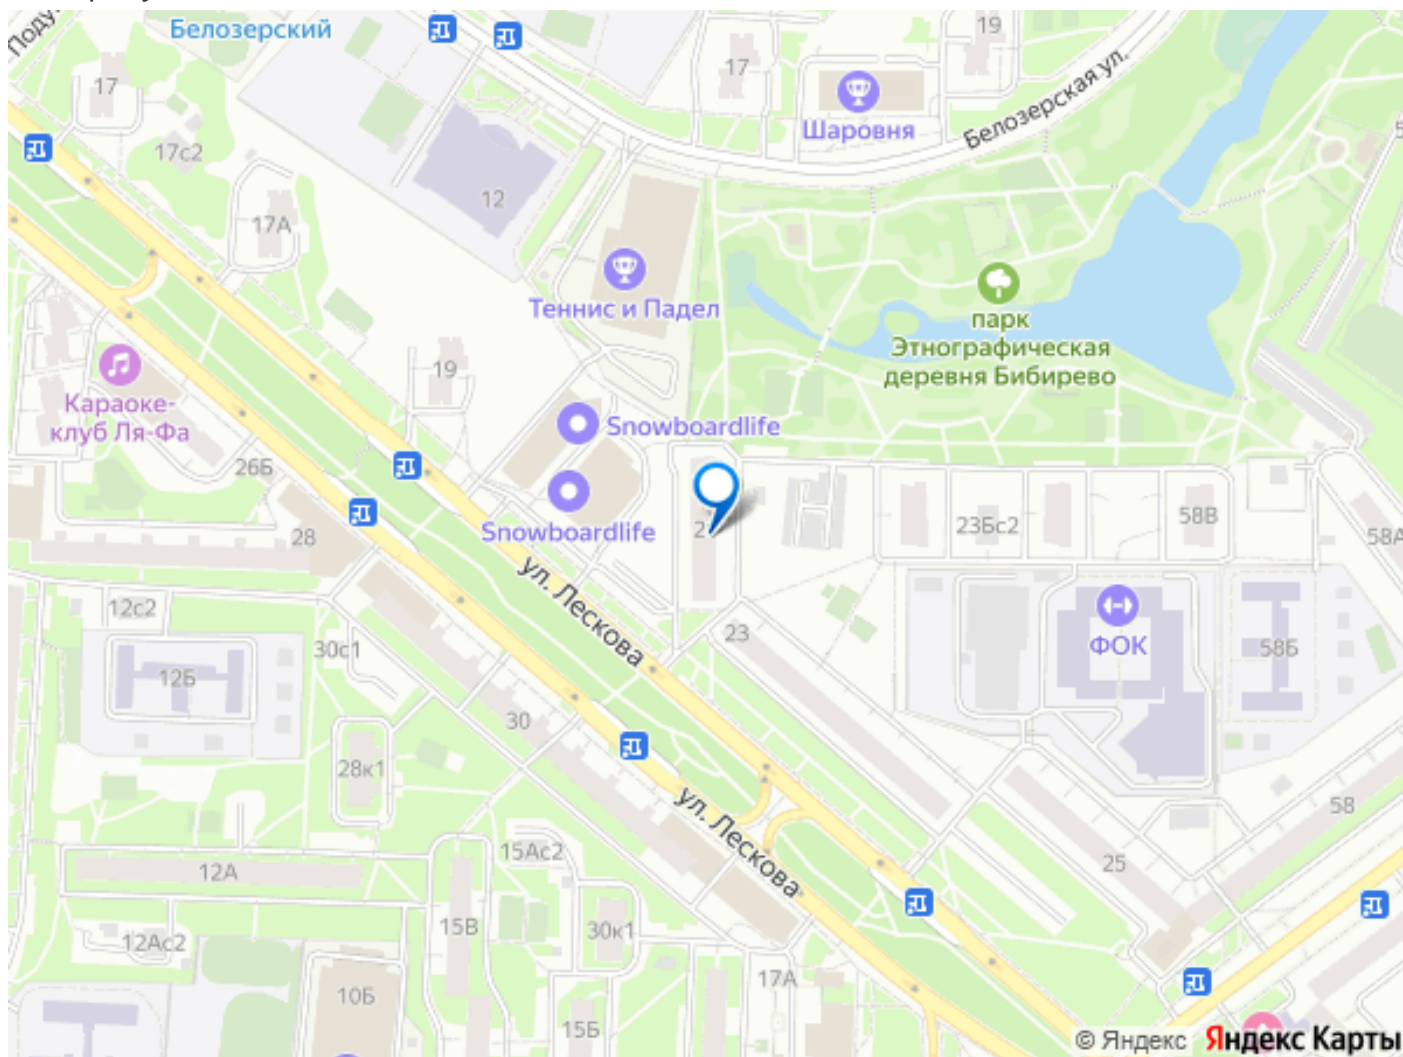 Белозерский
19
17
17
Белозерская ул.
Шаровня
17с2
12
17А
Теннис и Падел
парк
Этнографическая
деревня Бибирево
19
Караоке-
клуб Ля-Фа
Snowboardlife
26Б
Snowboardlife
28
23Бс2
58В
58А
ул. Лескова
12с2
23
ФОК
30с1
58Б
12Б
30
28к1
58
ул. Лескова
15Ас2
25
12А
15В
30к1
12Ас2
17А
10Б
15Б
© Яндекс Яндекс Карты